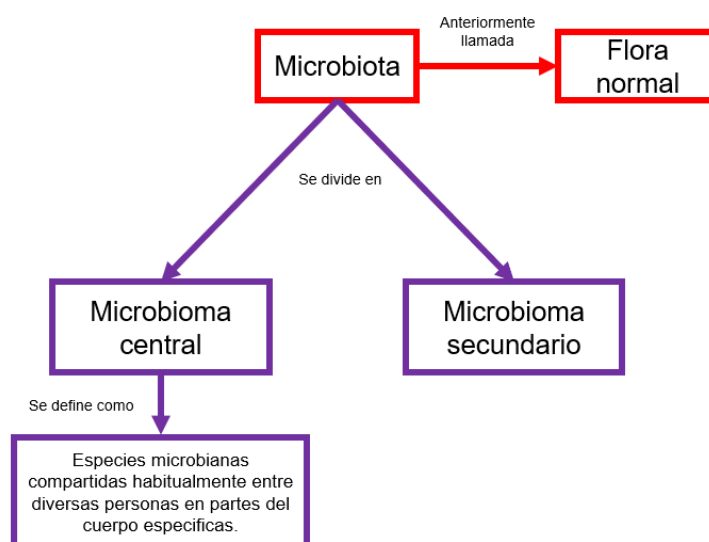 Anteriormente
llamada
Microbiota
Flora
normal
Se divide en
Microbioma
central
Microbioma
secundario
Se define como
Especies microbianas
compartidas habitualmente entre
diversas personas en partes del
cuerpo especificas.